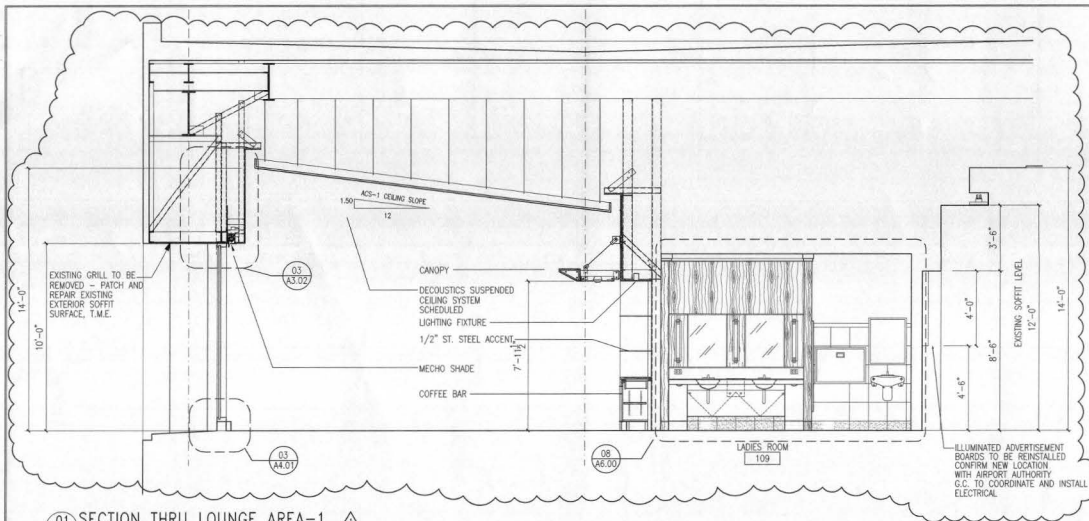 ACS-1 CEILING SLOPE
1.50
12
EXISTING GRILL TO BE
REMOVED – PATCH AND
REPAIR EXISTING
EXTERIOR SOFFIT
SURFACE, T.M.E.
14'-0"
10'-0"
03
A3.02
CANOPY
DECOUSTICS SUSPENDED
CEILING SYSTEM
SCHEDULED
LIGHTING FIXTURE
1/2" ST. STEEL ACCENT
MECHO SHADE
COFFEE BAR
7'-11 1/2"
03
A4.01
08
A6.00
LADIES ROOM
109
3'-6"
4'-0"
8'-6"
4'-6"
EXISTING SOFFIT LEVEL
12'-0"
14'-0"
ILLUMINATED ADVERTISEMENT
BOARDS TO BE REINSTALLED
CONFIRM NEW LOCATION
WITH AIRPORT AUTHORITY
G.C. TO COORDINATE AND INSTALL
ELECTRICAL
01 SECTION THRU LOUNGE AREA-1